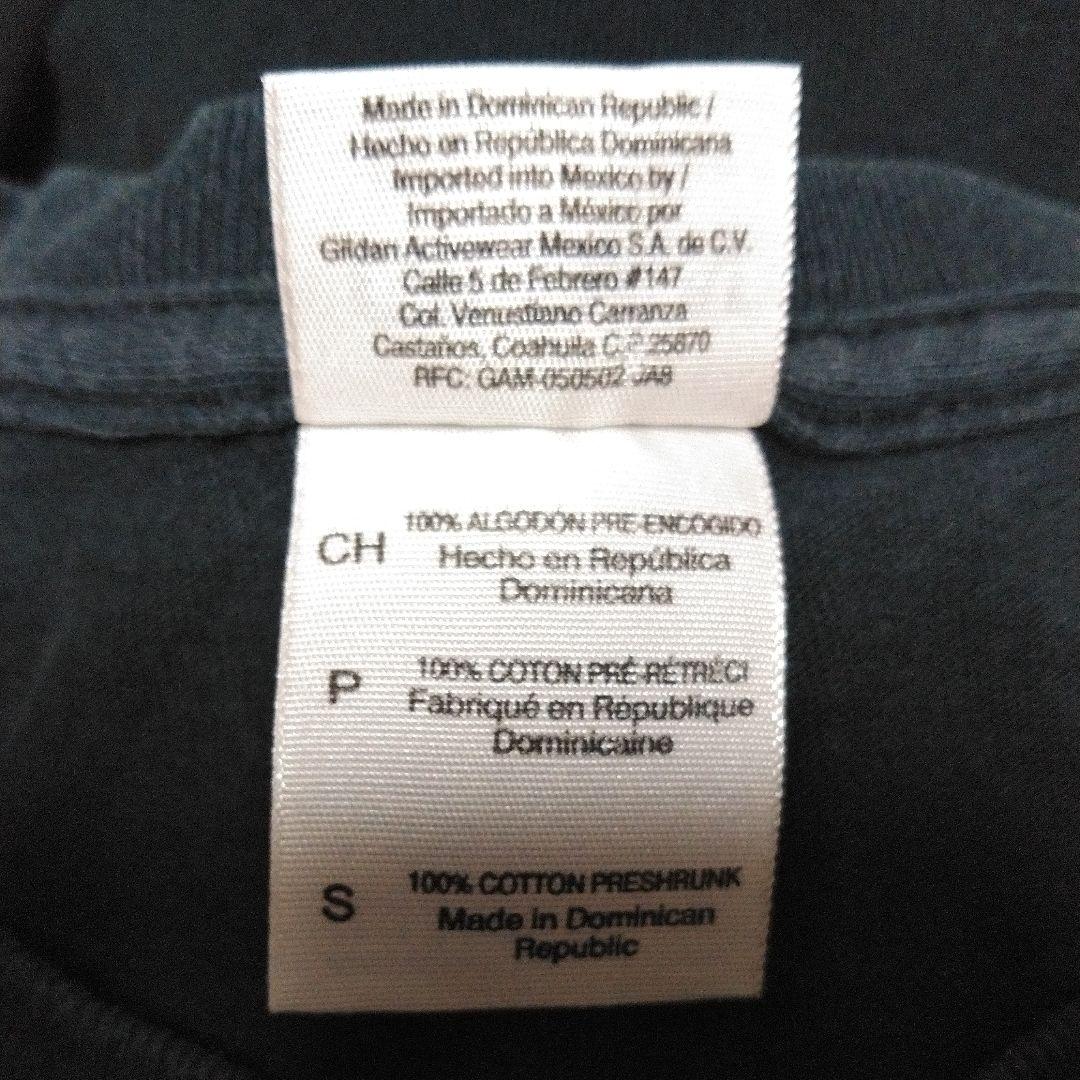 Made in Dominican Republic /
Hecho en República Dominicana
Imported into Mexico by /
Importado a México por
Gildan Activewear Mexico S.A. de C.V.
Calle 5 de Febrero #147
Col. Venustiano Carranza
Castaños, Coahuila C.P. 25870
RFC: GAM-050502 JA8
CH
100% ALGODÓN PRE-ENCOGIDO
Hecho en República
Dominicana
P
100% COTON PRÉ-RÉTRÉCI
Fabriqué en République
Dominicaine
S
100% COTTON PRESHRUNK
Made in Dominican
Republic